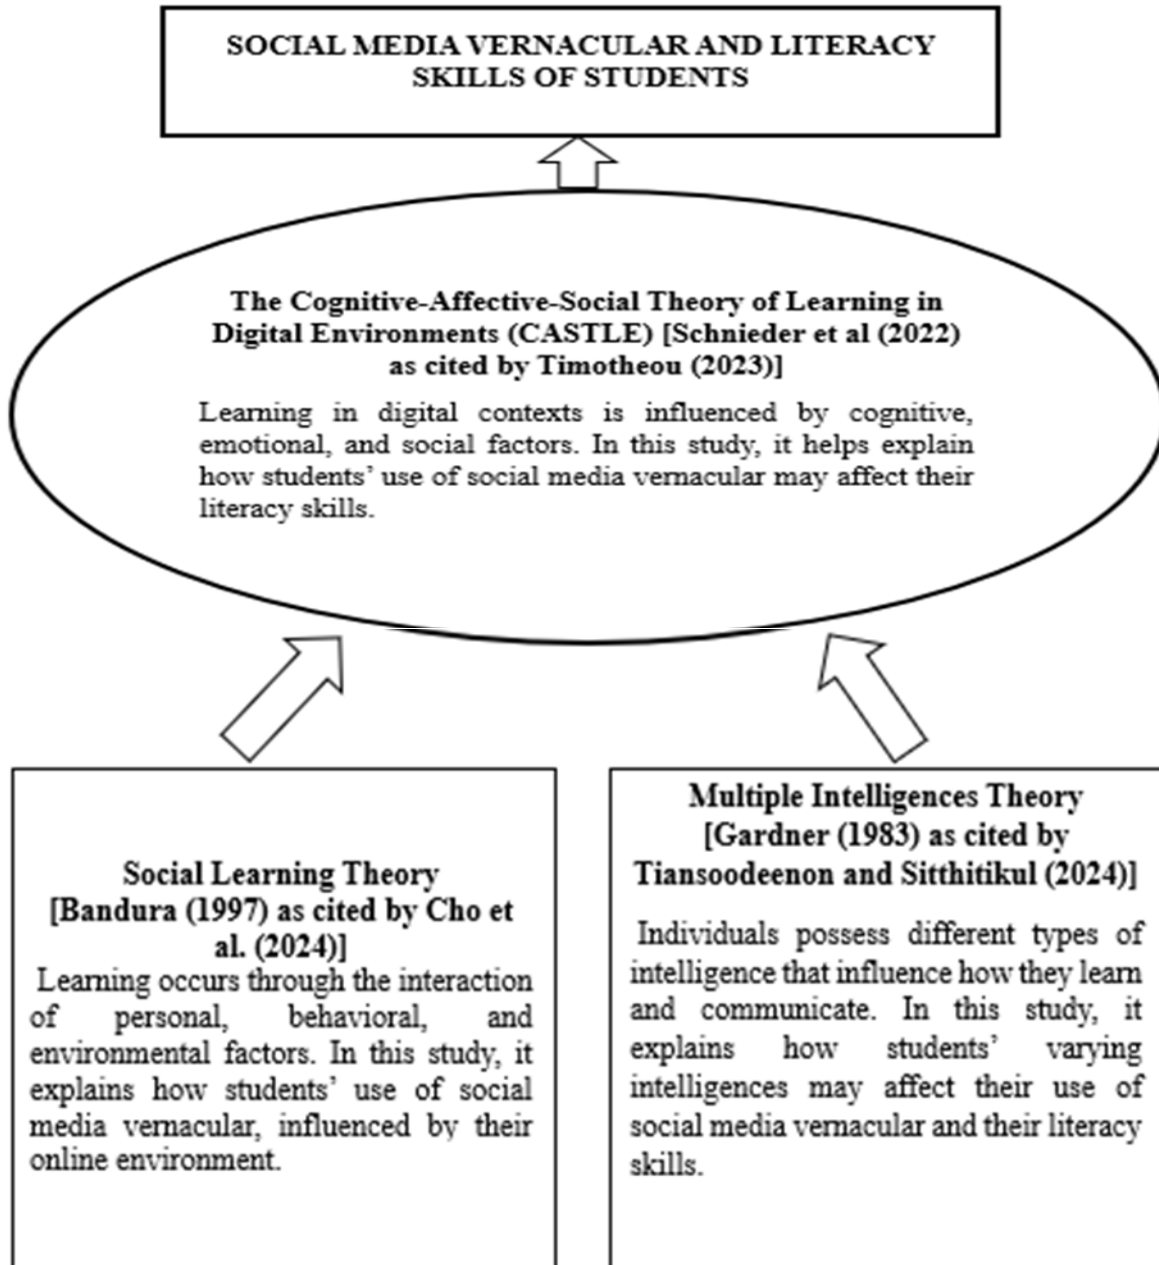 SOCIAL MEDIA VERNACULAR AND LITERACY
SKILLS OF STUDENTS
The Cognitive-Affective-Social Theory of Learning in
Digital Environments (CASTLE) [Schnieder et al (2022)
as cited by Timotheou (2023)]
Learning in digital contexts is influenced by cognitive,
emotional, and social factors. In this study, it helps explain
how students’ use of social media vernacular may affect their
literacy skills.
Social Learning Theory
[Bandura (1997) as cited by Cho et
al. (2024)]
Learning occurs through the interaction
of personal, behavioral, and
environmental factors. In this study, it
explains how students’ use of social
media vernacular, influenced by their
online environment.
Multiple Intelligences Theory
[Gardner (1983) as cited by
Tiansoodeenon and Sitthitikul (2024)]
Individuals possess different types of
intelligence that influence how they learn
and communicate. In this study, it
explains how students’ varying
intelligences may affect their use of
social media vernacular and their literacy
skills.